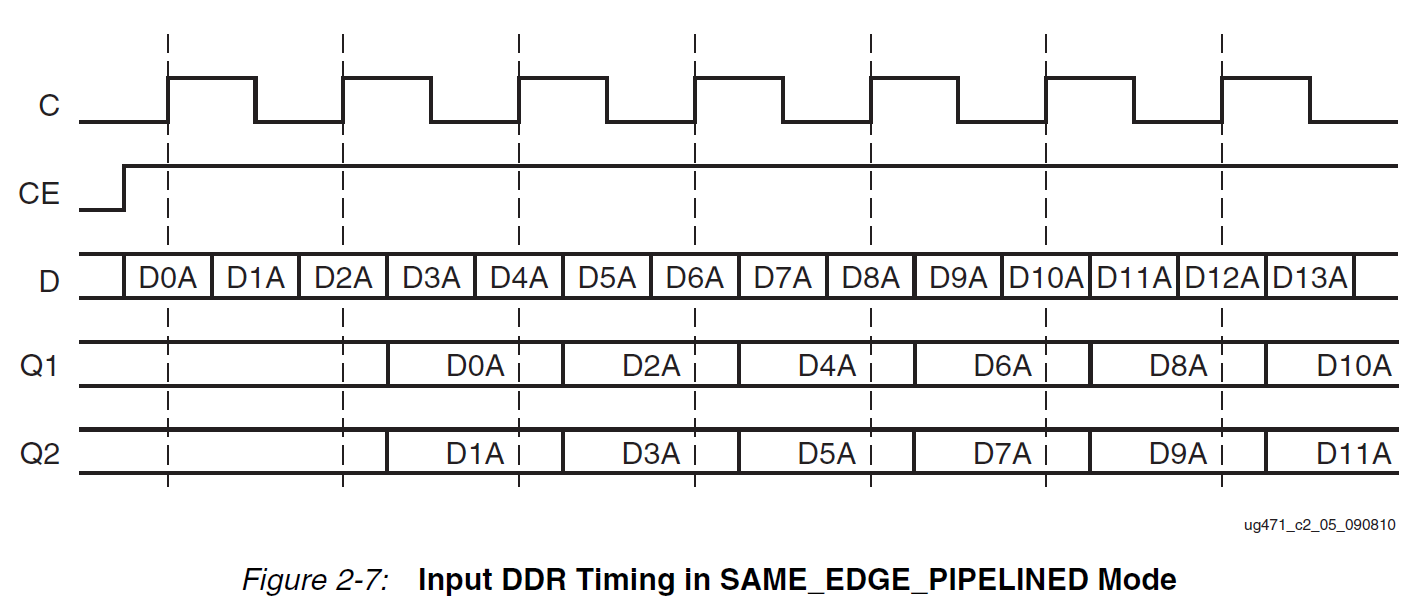 C
CE
D D0A D1A D2A D3A D4A D5A D6A D7A D8A D9A D10A D11A D12A D13A
Q1 D0A D2A D4A D6A D8A D10A
Q2 D1A D3A D5A D7A D9A D11A
ug471_c2_05_090810
Figure 2-7: Input DDR Timing in SAME_EDGE_PIPELINED Mode